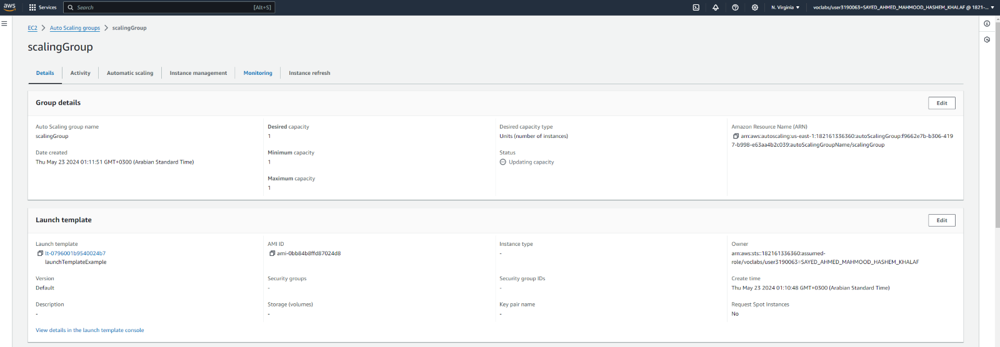 aws Services Search [Alt+S] N. Virginia voclabs/user3190063=SAYED_AHMED_MAHMOOD_HASHEM_KHALAF @ 1821-...
EC2 > Auto Scaling groups > scalingGroup
scalingGroup
Details Activity Automatic scaling Instance management Monitoring Instance refresh
Group details Edit
Auto Scaling group name
scalingGroup
Date created
Thu May 23 2024 01:11:51 GMT+0300 (Arabian Standard Time)
Desired capacity
1
Minimum capacity
1
Maximum capacity
1
Desired capacity type
Units (number of instances)
Status
Updating capacity
Amazon Resource Name (ARN)
arn:aws:autoscaling:us-east-1:182161336360:autoScalingGroup:f9662e7b-b306-419
7-b998-e63aa4b2c039:autoScalingGroupName/scalingGroup
Launch template Edit
Launch template
lt-0796001b9540024b7
launchTemplateExample
Version
Default
Description
-
View details in the launch template console
AMI ID
ami-0bb84b8ffd87024d8
Security groups
-
Storage (volumes)
-
Instance type
-
Security group IDs
-
Key pair name
-
Owner
arn:aws:sts::182161336360:assumed-
role/voclabs/user3190063=SAYED_AHMED_MAHMOOD_HASHEM_KHALAF
Create time
Thu May 23 2024 01:10:48 GMT+0300 (Arabian Standard Time)
Request Spot Instances
No